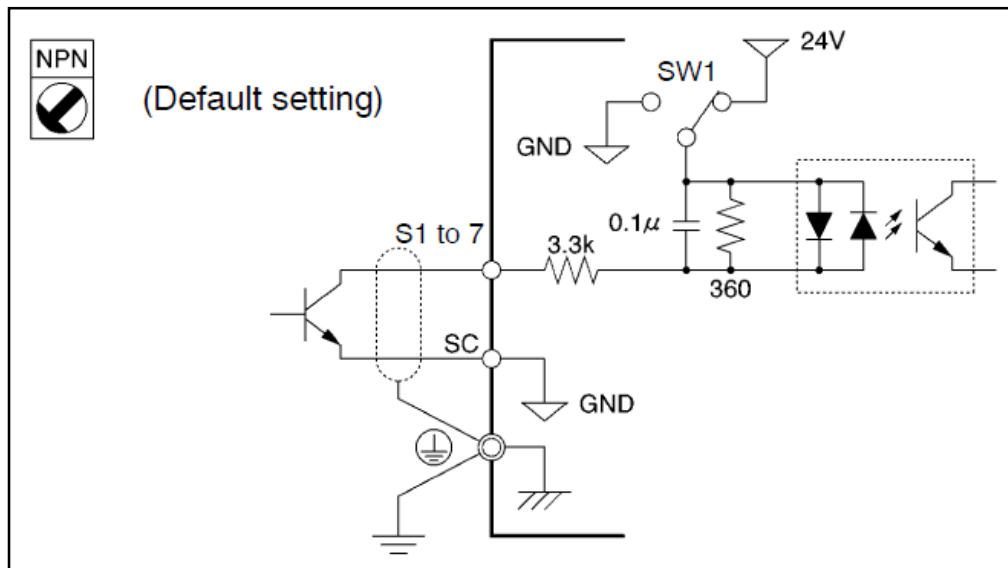 NPN
(Default setting)
24V
SW1
GND
S1 to 7
3.3k
0.1μ
360
SC
GND